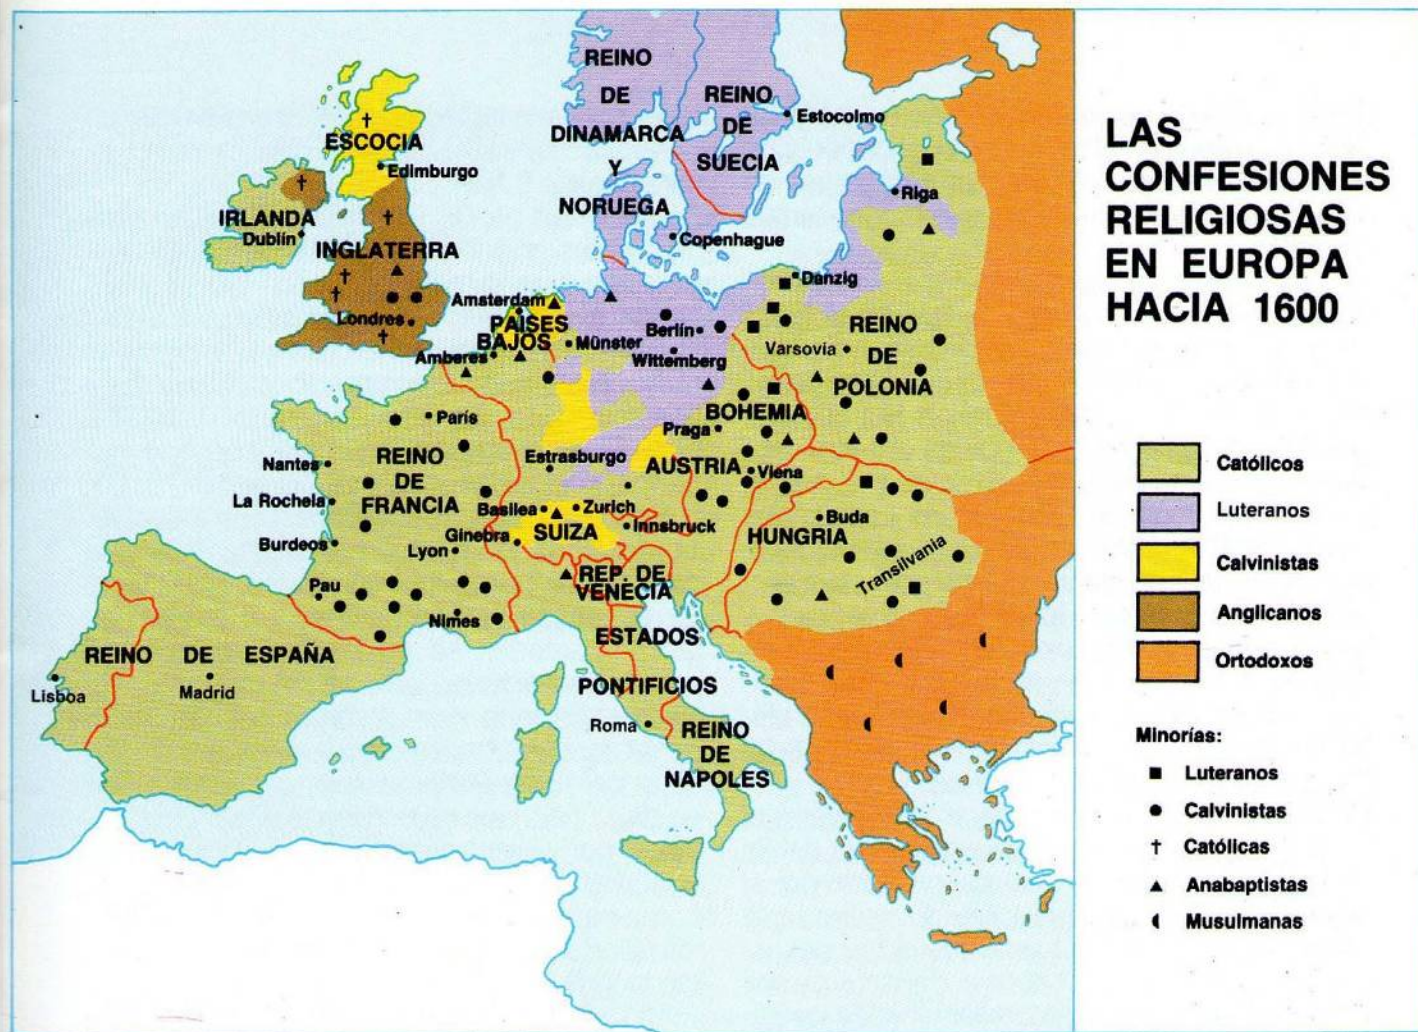 LAS
CONFESIONES
RELIGIOSAS
EN EUROPA
HACIA 1600
Católicos
Luteranos
Calvinistas
Anglicanos
Ortodoxos
Minorías:
Luteranos
Calvinistas
Católicas
Anabaptistas
Musulmanas
REINO
DE
DINAMARCA
Y
NORUEGA
REINO
DE
SUECIA
Estocolmo
ESCOCIA
Edimburgo
IRLANDA
Dublín
INGLATERRA
Londres
Riga
Copenhague
Danzig
Amsterdam
PAISES
BAJOS
Amberes
Münster
Berlín
Wittemberg
REINO
DE
POLONIA
Varsovia
BOHEMIA
Praga
París
Nantes
REINO
DE
FRANCIA
La Rochela
Burdeos
Lyon
Pau
Nimes
Estrasburgo
AUSTRIA
Viena
Basilea
Zurich
SUIZA
Ginebra
Innsbruck
HUNGRIA
Buda
Transilvania
REP. DE
VENECIA
ESTADOS
PONTIFICIOS
Roma
REINO
DE
NAPOLES
REINO DE ESPAÑA
Lisboa
Madrid